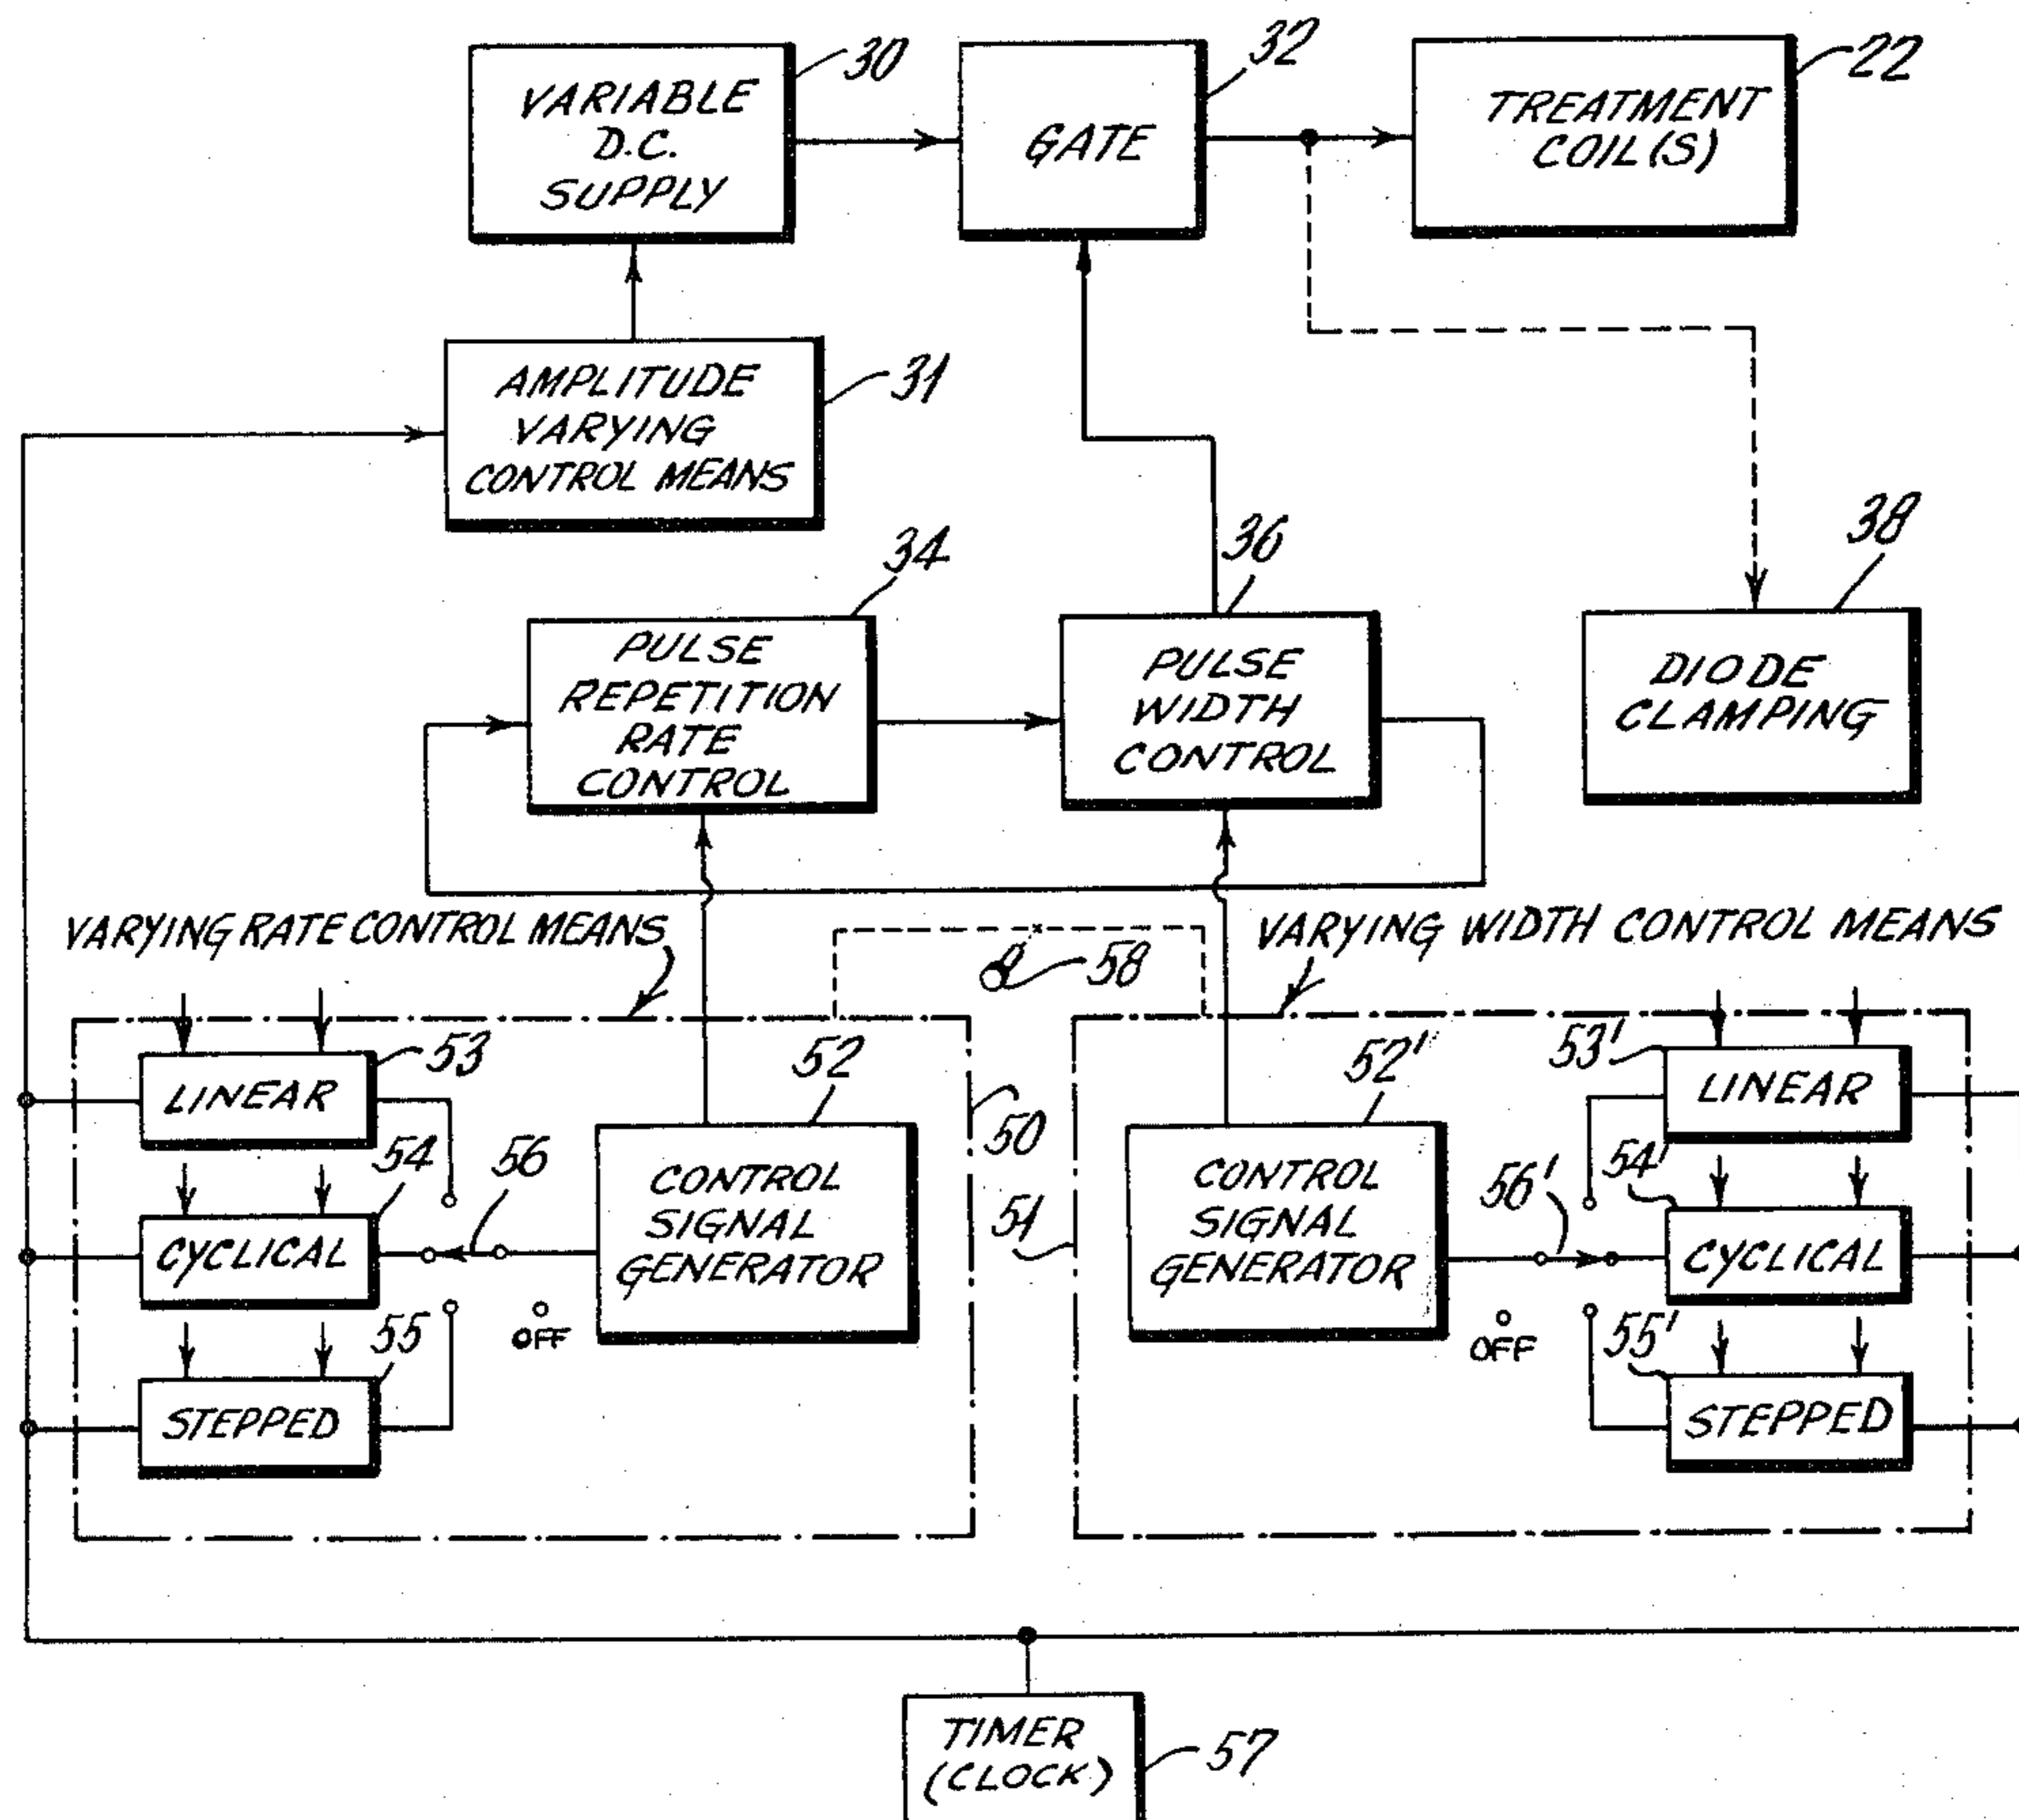 30
32
22
VARIABLE
D.C.
SUPPLY
GATE
TREATMENT
COIL(S)
31
AMPLITUDE
VARYING
CONTROL MEANS
34
36
38
PULSE
REPETITION
RATE
CONTROL
PULSE
WIDTH
CONTROL
DIODE
CLAMPING
VARYING RATE CONTROL MEANS
58
VARYING WIDTH CONTROL MEANS
53
LINEAR
52
50
54
56
CYCLICAL
CONTROL
SIGNAL
GENERATOR
OFF
55
STEPPED
52'
53'
LINEAR
51
CONTROL
SIGNAL
GENERATOR
56'
54'
CYCLICAL
OFF
55'
STEPPED
TIMER
(CLOCK)
57